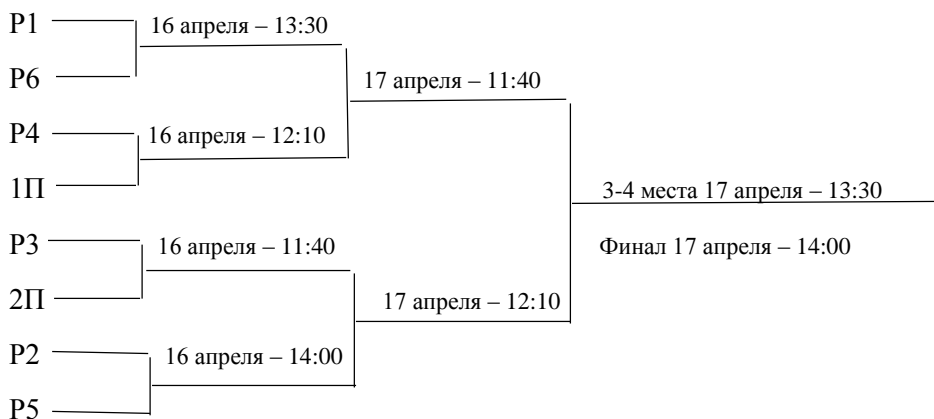 Р1
16 апреля – 13:30
Р6
17 апреля – 11:40
Р4
16 апреля – 12:10
1П
3-4 места 17 апреля – 13:30
Р3
16 апреля – 11:40
Финал 17 апреля – 14:00
2П
17 апреля – 12:10
Р2
16 апреля – 14:00
Р5